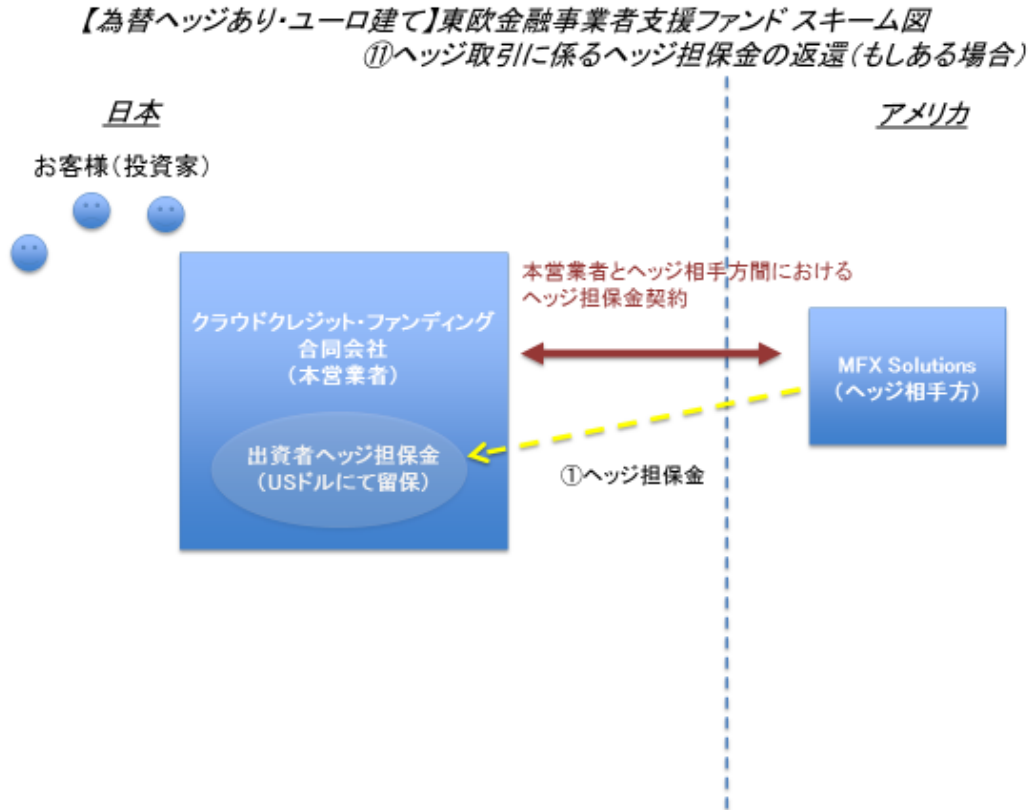 【為替ヘッジあり・ユーロ建て】東欧金融事業者支援ファンド スキーム図
⑪ヘッジ取引に係るヘッジ担保金の返還(もしある場合)
日本
アメリカ
お客様(投資家)
本営業者とヘッジ相手方間における
ヘッジ担保金契約
クラウドクレジット・ファンディング
合同会社
(本営業者)
MFX Solutions
(ヘッジ相手方)
出資者ヘッジ担保金
(USドルにて留保)
①ヘッジ担保金